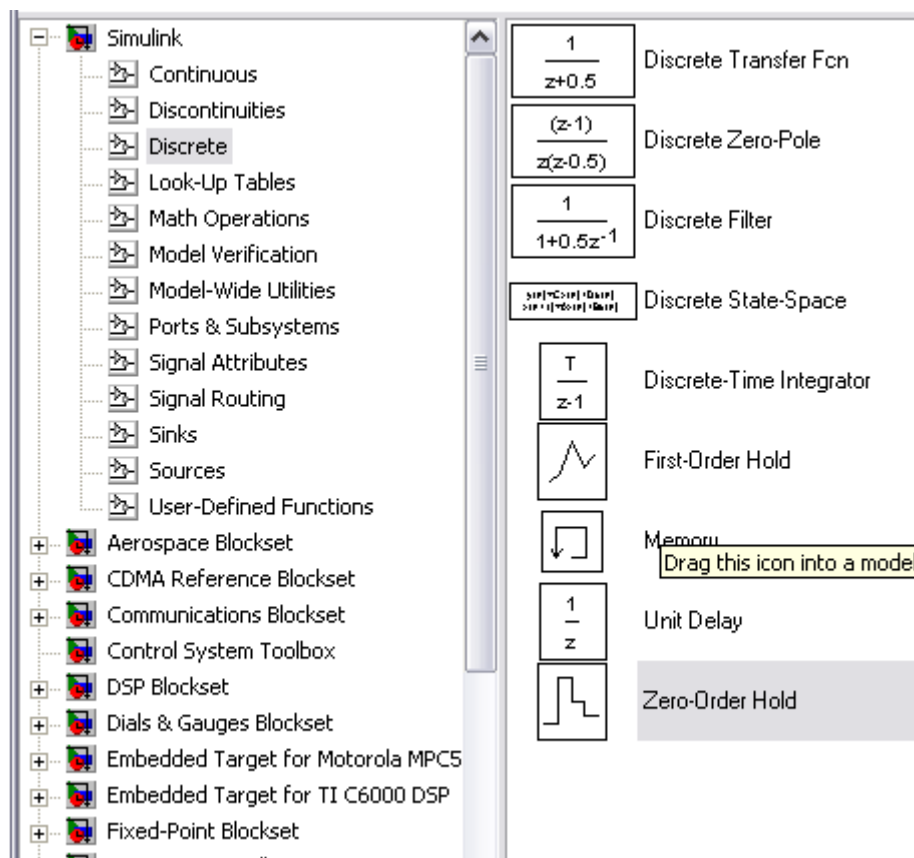 Simulink
Continuous
Discontinuities
Discrete
Look-Up Tables
Math Operations
Model Verification
Model-Wide Utilities
Ports & Subsystems
Signal Attributes
Signal Routing
Sinks
Sources
User-Defined Functions
Aerospace Blockset
CDMA Reference Blockset
Communications Blockset
Control System Toolbox
DSP Blockset
Dials & Gauges Blockset
Embedded Target for Motorola MPC5
Embedded Target for TI C6000 DSP
Fixed-Point Blockset
1
z+0.5
Discrete Transfer Fcn
(z-1)
z(z-0.5)
Discrete Zero-Pole
1
1+0.5z-1
Discrete Filter
Discrete State-Space
T
z-1
Discrete-Time Integrator
First-Order Hold
Memory
Drag this icon into a model
1
z
Unit Delay
Zero-Order Hold